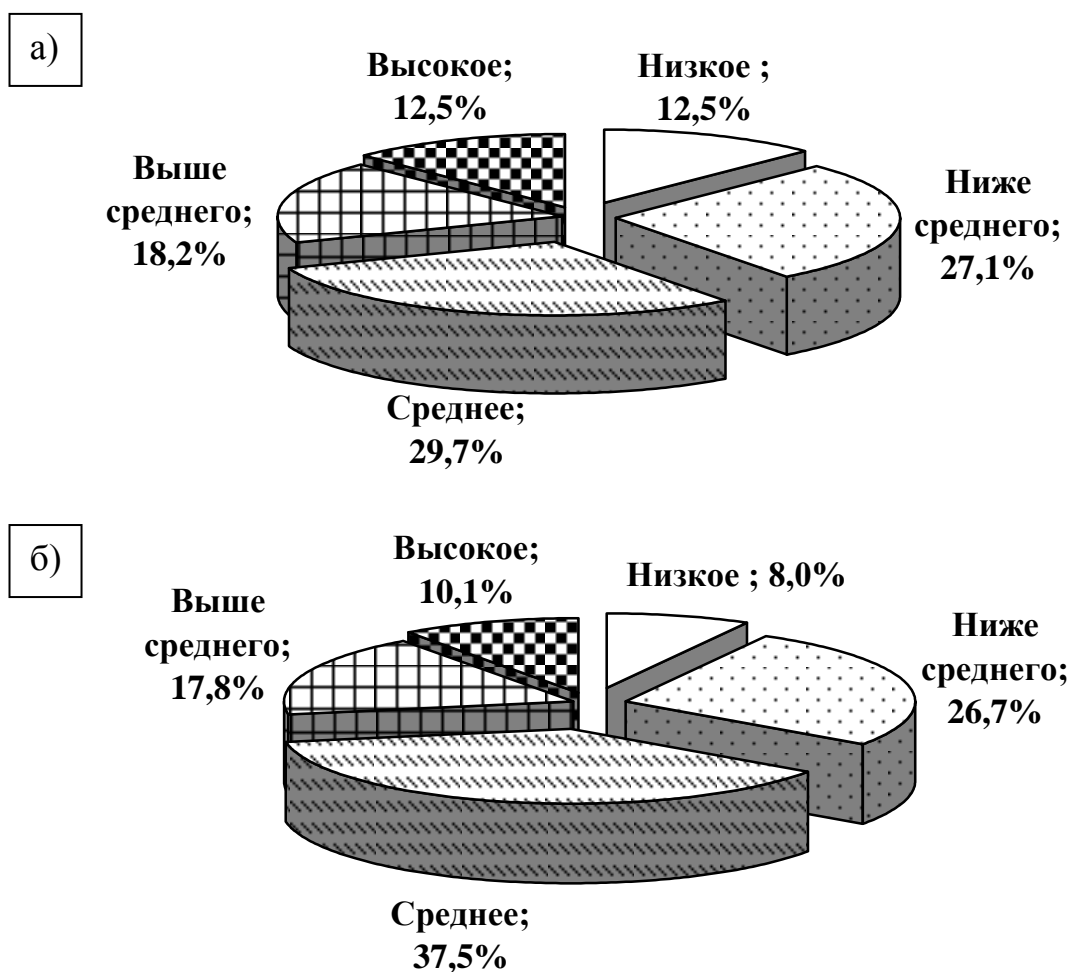 а)
Высокое;
12,5%
Низкое ;
12,5%
Выше
среднего;
18,2%
Ниже
среднего;
27,1%
Среднее;
29,7%
б)
Высокое;
10,1%
Низкое ; 8,0%
Выше
среднего;
17,8%
Ниже
среднего;
26,7%
Среднее;
37,5%